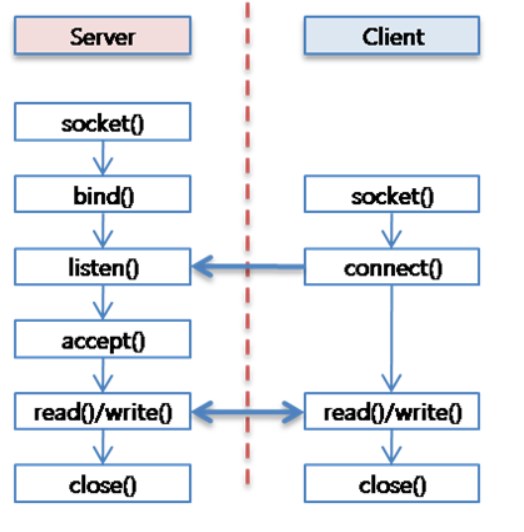 Server
Client
socket()
bind()
socket()
listen()
connect()
accept()
read()/write()
read()/write()
close()
close()